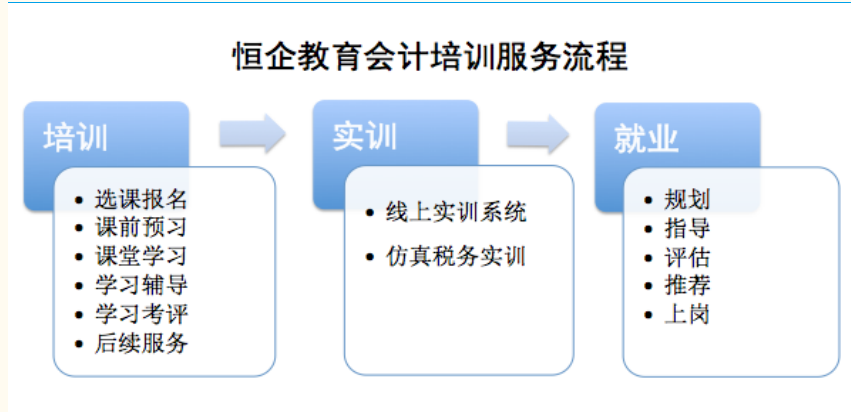 恒企教育会计培训服务流程
培训
• 选课报名
• 课前预习
• 课堂学习
• 学习辅导
• 学习考评
• 后续服务
实训
• 线上实训系统
• 仿真税务实训
就业
• 规划
• 指导
• 评估
• 推荐
• 上岗